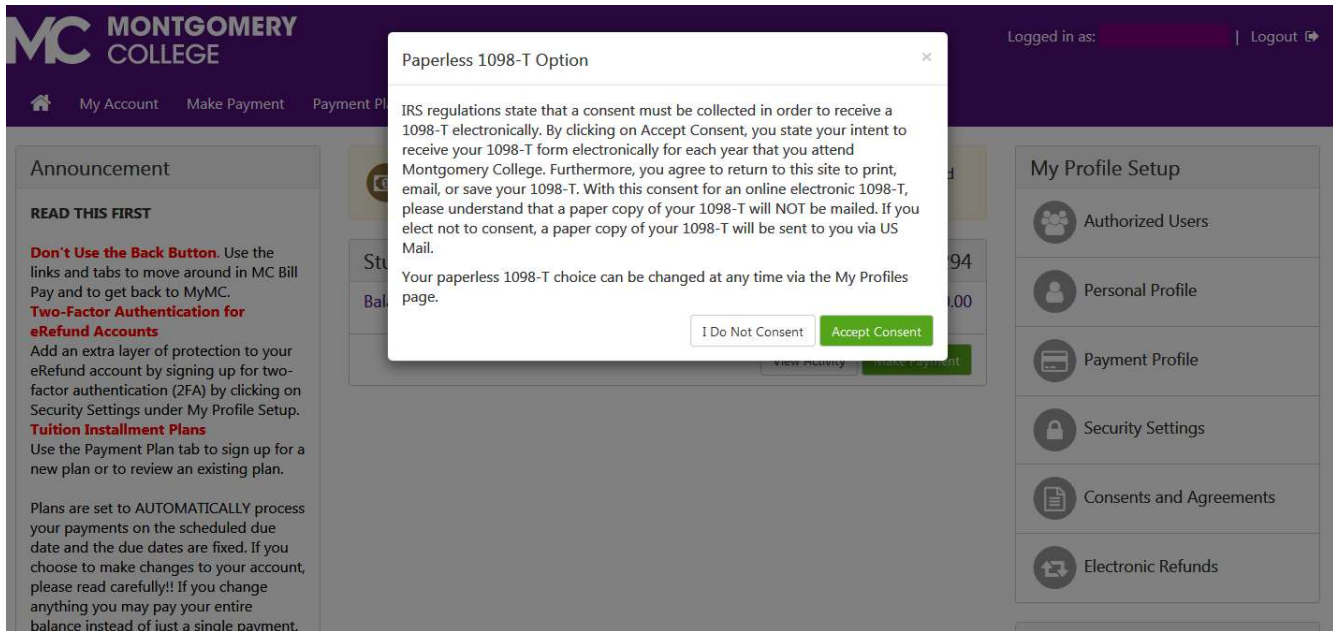 MC MONTGOMERY
COLLEGE
Logged in as: | Logout
My Account Make Payment Payment
Paperless 1098-T Option ×
IRS regulations state that a consent must be collected in order to receive a
1098-T electronically. By clicking on Accept Consent, you state your intent to
receive your 1098-T form electronically for each year that you attend
Montgomery College. Furthermore, you agree to return to this site to print,
email, or save your 1098-T. With this consent for an online electronic 1098-T,
please understand that a paper copy of your 1098-T will NOT be mailed. If you
elect not to consent, a paper copy of your 1098-T will be sent to you via US
Mail.
Your paperless 1098-T choice can be changed at any time via the My Profiles
page.
I Do Not Consent Accept Consent
Announcement
READ THIS FIRST
Don't Use the Back Button. Use the
links and tabs to move around in MC Bill
Pay and to get back to MyMC.
Two-Factor Authentication for
eRefund Accounts
Add an extra layer of protection to your
eRefund account by signing up for two-
factor authentication (2FA) by clicking on
Security Settings under My Profile Setup.
Tuition Installment Plans
Use the Payment Plan tab to sign up for a
new plan or to review an existing plan.
Plans are set to AUTOMATICALLY process
your payments on the scheduled due
date and the due dates are fixed. If you
choose to make changes to your account,
please read carefully!! If you change
anything you may pay your entire
balance instead of just a single payment.
View Activity Make Payment
My Profile Setup
Authorized Users
Personal Profile
Payment Profile
Security Settings
Consents and Agreements
Electronic Refunds